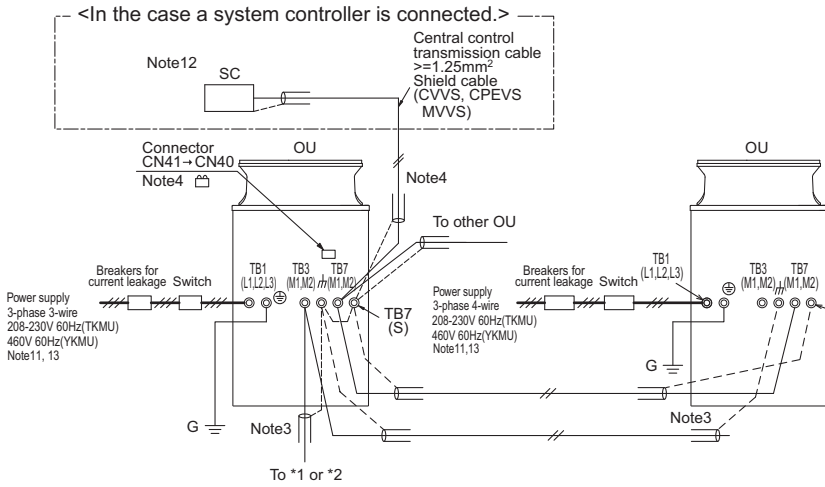 <In the case a system controller is connected.>
Note12
SC
Central control
transmission cable
>=1.25mm2
Shield cable
(CVVS, CPEVS
MVVS)
Connector
CN41→CN40
Note4
OU
Note4
To other OU
OU
Breakers for
current leakage
Switch
TB1
(L1,L2,L3)
TB3
(M1,M2)
TB7
(M1,M2)
TB7
(S)
Power supply
3-phase 3-wire
208-230V 60Hz(TKMU)
460V 60Hz(YKMU)
Note11, 13
G
Note3
To *1 or *2
Breakers for
current leakage
Switch
TB1
(L1,L2,L3)
TB3
(M1,M2)
TB7
(M1,M2)
Power supply
3-phase 4-wire
208-230V 60Hz(TKMU)
460V 60Hz(YKMU)
Note11,13
G
Note3